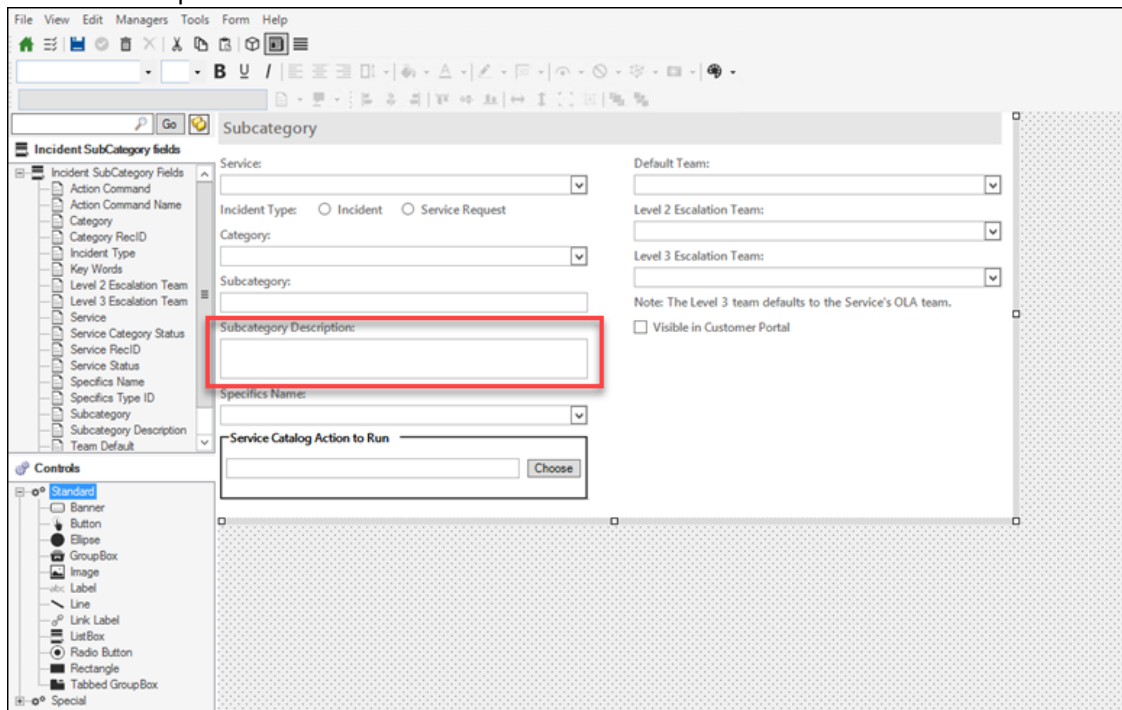 File View Edit Managers Tools Form Help
B U I
Go
Subcategory
Incident SubCategory fields
Incident SubCategory Fields
Action Command
Action Command Name
Category
Category RecID
Incident Type
Key Words
Level 2 Escalation Team
Level 3 Escalation Team
Service
Service Category Status
Service RecID
Service Status
Specifics Name
Specifics Type ID
Subcategory
Subcategory Description
Team Default
Service:
Incident Type: Incident Service Request
Category:
Subcategory:
Subcategory Description:
Specifics Name:
Service Catalog Action to Run
Choose
Default Team:
Level 2 Escalation Team:
Level 3 Escalation Team:
Note: The Level 3 team defaults to the Service's OLA team.
Visible in Customer Portal
Controls
Standard
Banner
Button
Ellipse
GroupBox
Image
abc Label
Line
Link Label
ListBox
Radio Button
Rectangle
Tabbed GroupBox
Special